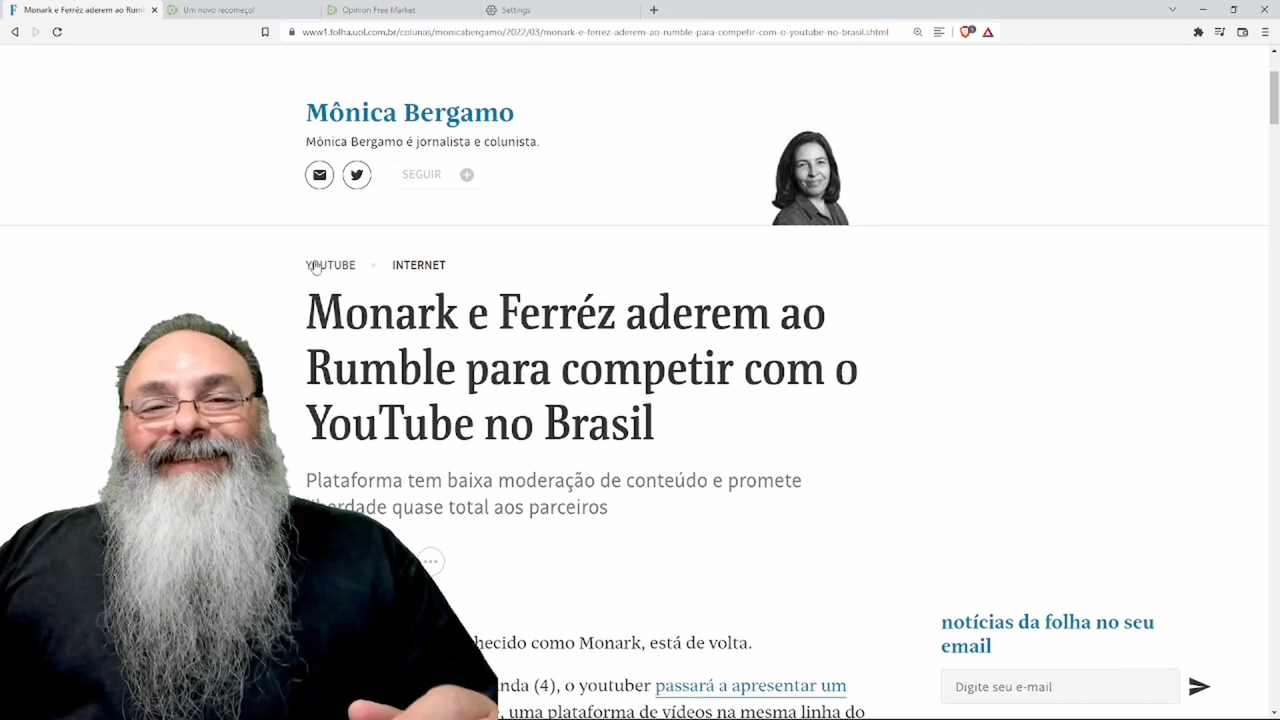 Monark e Ferréz aderem ao Rumb
Um novo recomeço!
Opinion Free Market
Settings
www1.folha.uol.com.br/colunas/monicabergamo/2022/03/monark-e-ferrez-aderem-ao-rumble-para-competir-com-o-youtube-no-brasil.shtml
Mônica Bergamo
Mônica Bergamo é jornalista e colunista.
SEGUIR
YOUTUBE • INTERNET
Monark e Ferréz aderem ao
Rumble para competir com o
YouTube no Brasil
Plataforma tem baixa moderação de conteúdo e promete
liberdade quase total aos parceiros
hecido como Monark, está de volta.
nda (4), o youtuber passará a apresentar um
, uma plataforma de vídeos na mesma linha do
notícias da folha no seu
email
Digite seu e-mail